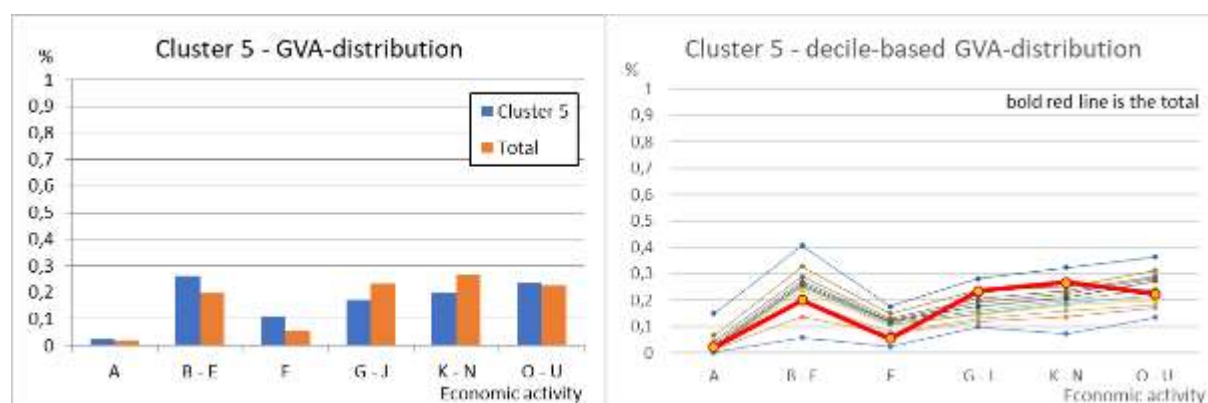 Cluster 5 - GVA-distribution
%
1
0,9
0,8
0,7
0,6
0,5
0,4
0,3
0,2
0,1
0
Cluster 5
Total
A
B - E
F
G - J
K - N
O - U
Economic activity
Cluster 5 - decile-based GVA-distribution
%
bold red line is the total
1
0,9
0,8
0,7
0,6
0,5
0,4
0,3
0,2
0,1
0
A
B - E
F
G - J
K - N
O - U
Economic activity